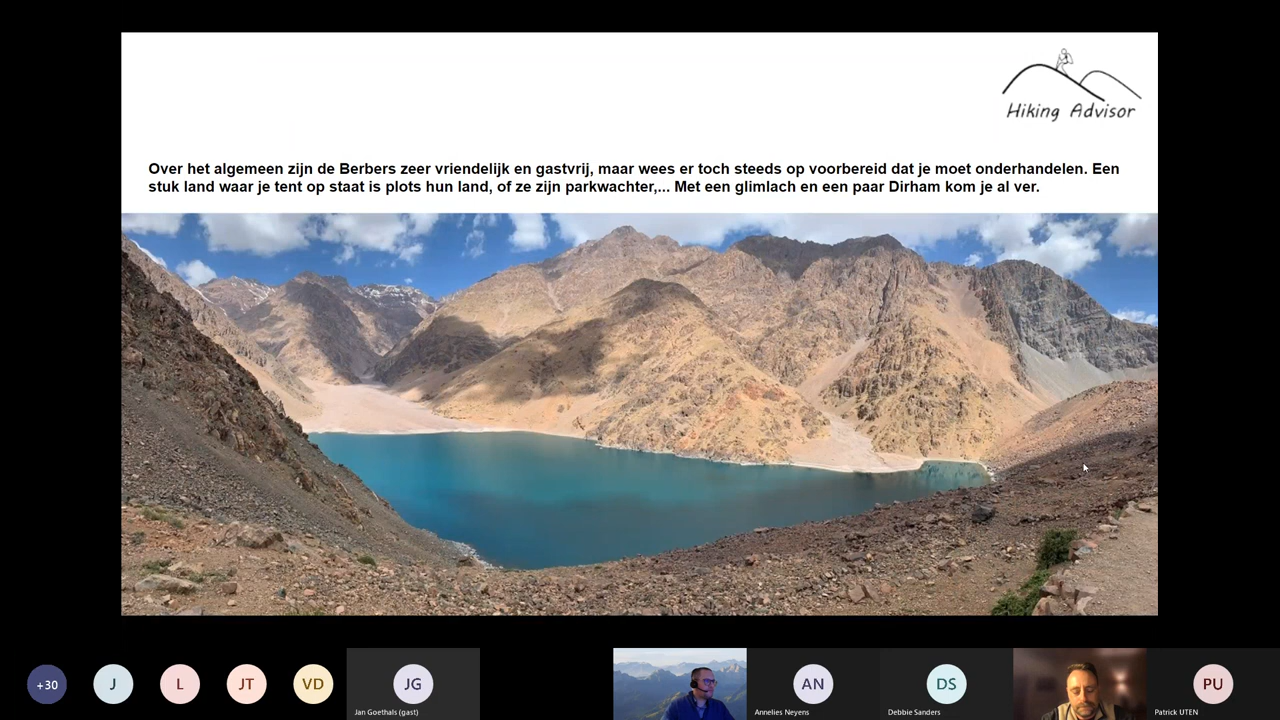 Hiking Advisor
Over het algemeen zijn de Berbers zeer vriendelijk en gastvrij, maar wees er toch steeds op voorbereid dat je moet onderhandelen. Een
stuk land waar je tent op staat is plots hun land, of ze zijn parkwachter,... Met een glimlach en een paar Dirham kom je al ver.
+30
J
L
JT
VD
JG
Jan Goethals (gast)
AN
Annelies Neyens
DS
Debbie Sanders
PU
Patrick UTEN